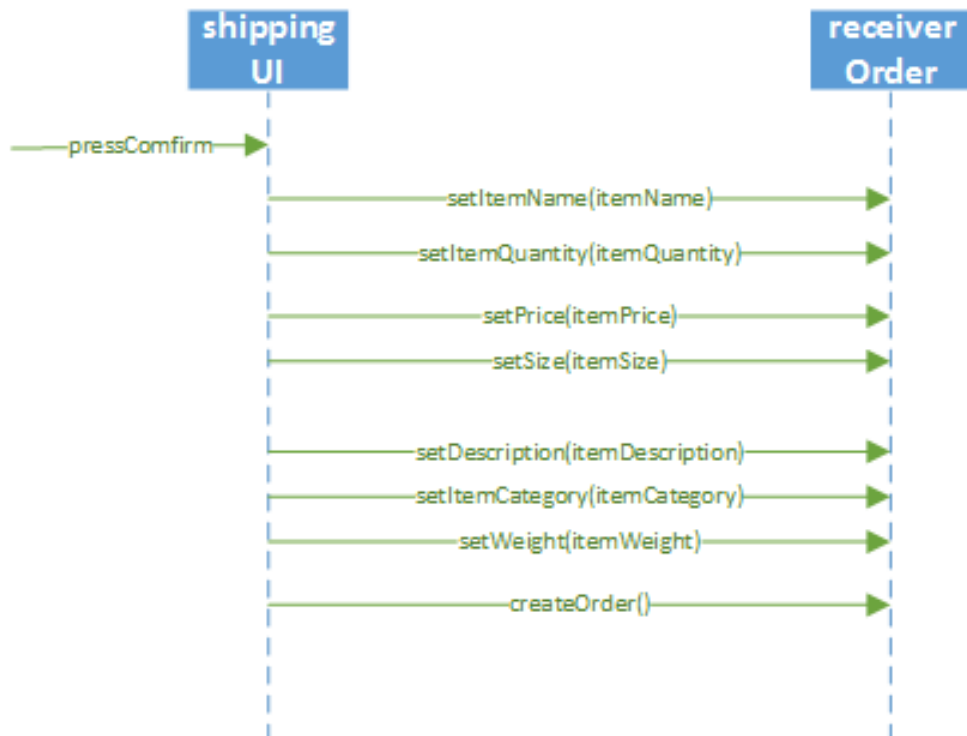 shipping
UI
receiver
Order
pressComfirm
setItemName(itemName)
setItemQuantity(itemQuantity)
setPrice(itemPrice)
setSize(itemSize)
setDescription(itemDescription)
setItemCategory(itemCategory)
setWeight(itemWeight)
createOrder()